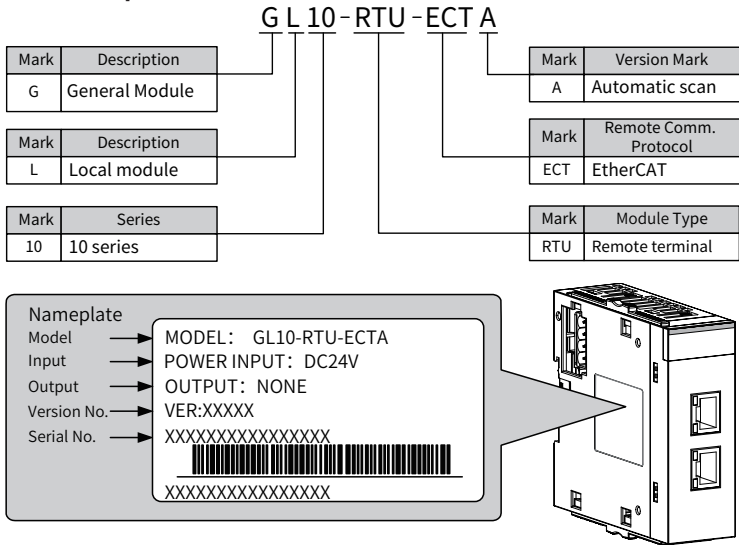 GL10-RTU-ECTA
Mark Description
G General Module
Mark Description
L Local module
Mark Series
10 10 series
Mark Version Mark
A Automatic scan
Mark Remote Comm.
Protocol
ECT EtherCAT
Mark Module Type
RTU Remote terminal
Nameplate
Model
Input
Output
Version No.
Serial No.
MODEL: GL10-RTU-ECTA
POWER INPUT: DC24V
OUTPUT: NONE
VER:XXXXX
XXXXXXXXXXXXXXXX
XXXXXXXXXXXXXXXX